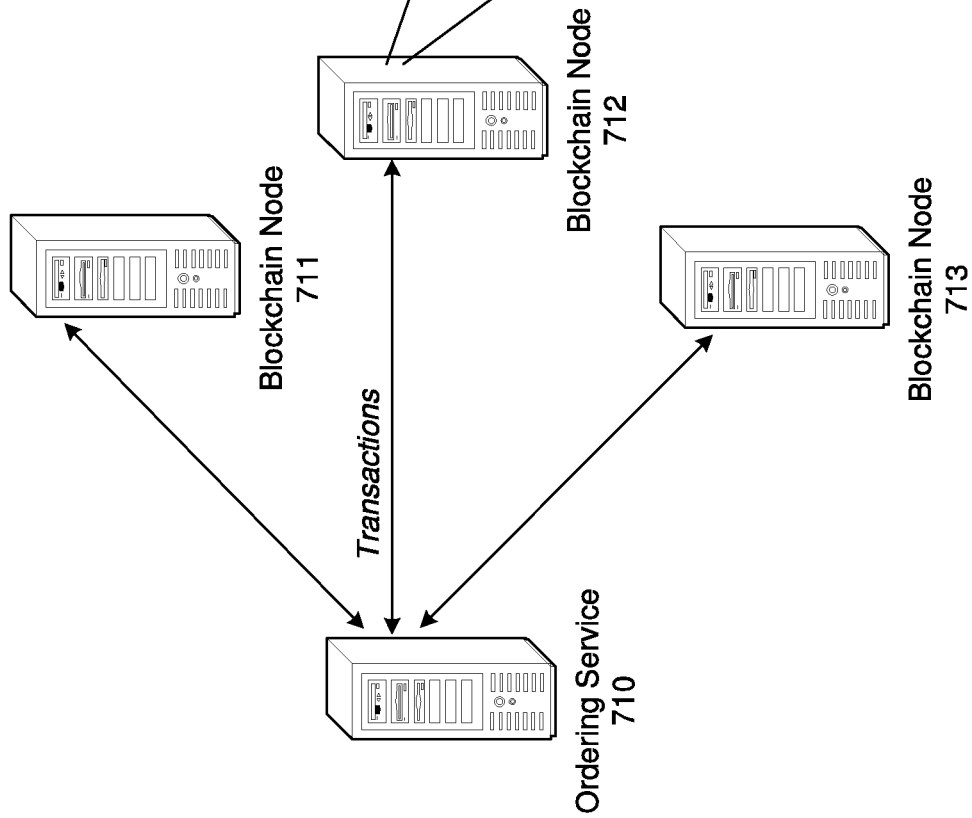 Blockchain Node
711
Blockchain Node
712
Transactions
Blockchain Node
713
Ordering Service
710